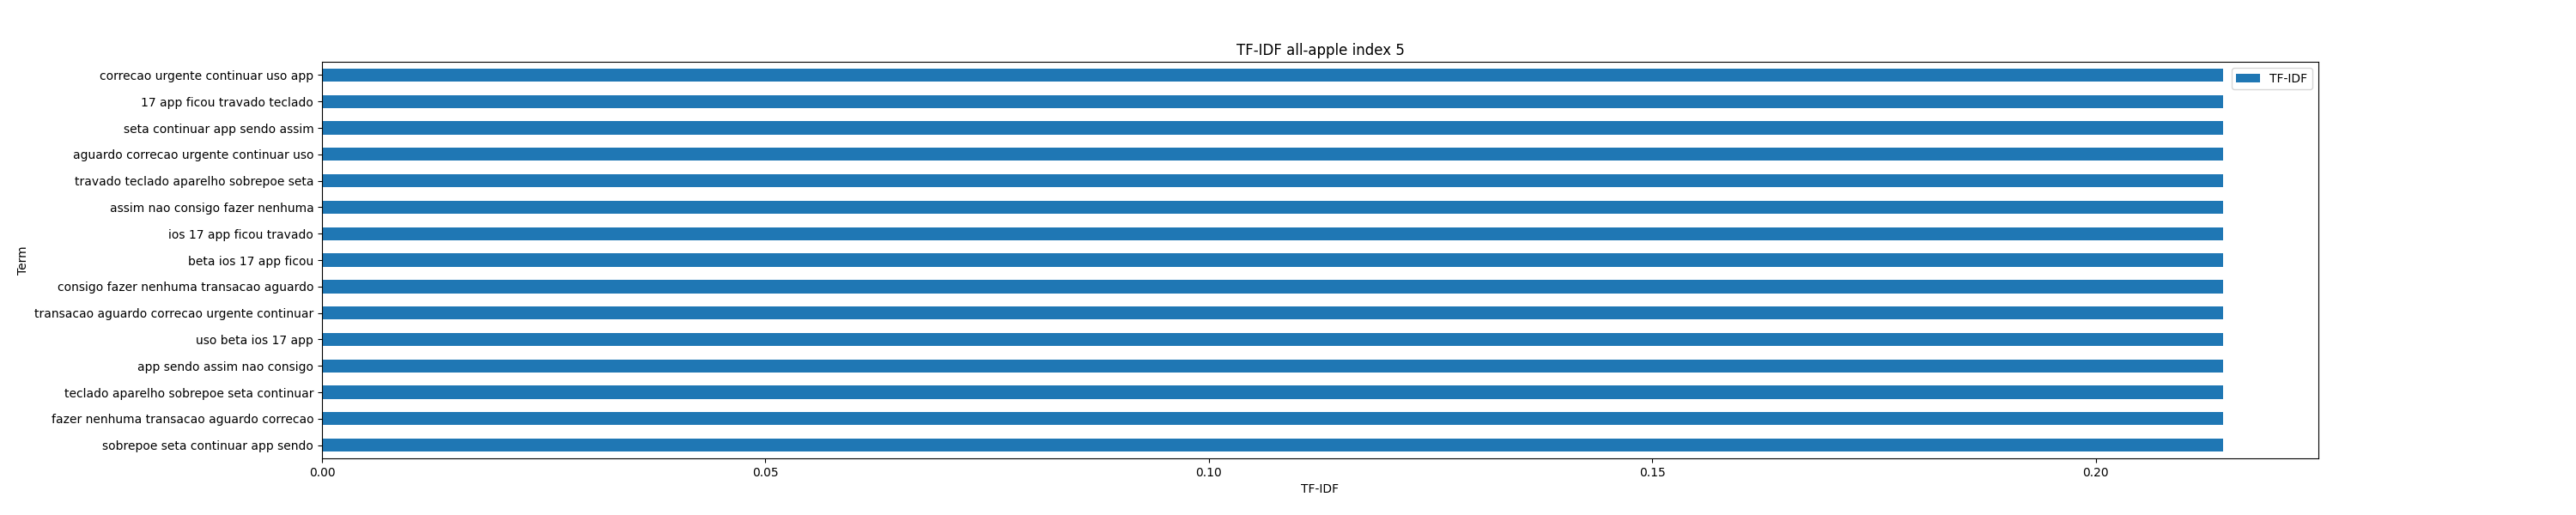 TF-IDF all-apple index 5
TF-IDF
Term
correcao urgente continuar uso app
17 app ficou travado teclado
seta continuar app sendo assim
aguardo correcao urgente continuar uso
travado teclado aparelho sobrepoe seta
assim nao consigo fazer nenhuma
ios 17 app ficou travado
beta ios 17 app ficou
consigo fazer nenhuma transacao aguardo
transacao aguardo correcao urgente continuar
uso beta ios 17 app
app sendo assim nao consigo
teclado aparelho sobrepoe seta continuar
fazer nenhuma transacao aguardo correcao
sobrepoe seta continuar app sendo
0.00 0.05 0.10 0.15 0.20
TF-IDF